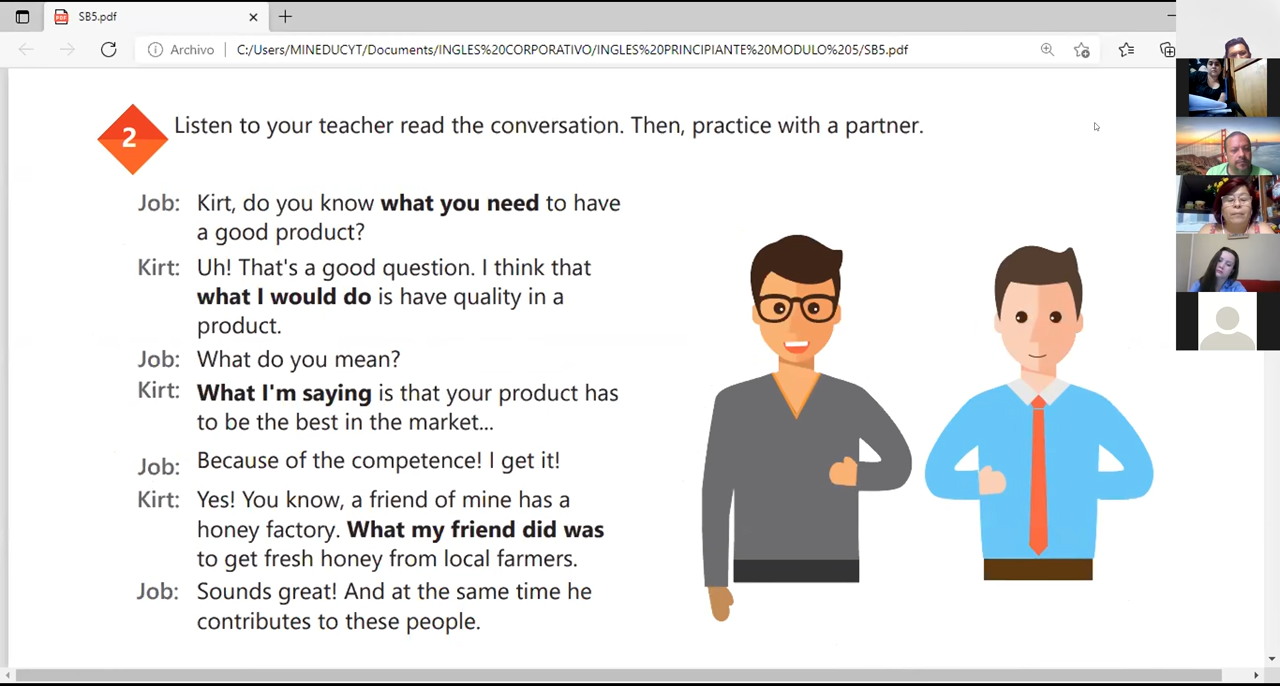 SB5.pdf
Archivo
C:/Users/MINEDUCYT/Documents/INGLES%20CORPORATIVO/INGLES%20PRINCIPIANTE%20MODULO%205/SB5.pdf
2
Listen to your teacher read the conversation. Then, practice with a partner.
Job: Kirt, do you know what you need to have
a good product?
Kirt: Uh! That's a good question. I think that
what I would do is have quality in a
product.
Job: What do you mean?
Kirt: What I'm saying is that your product has
to be the best in the market...
Job: Because of the competence! I get it!
Kirt: Yes! You know, a friend of mine has a
honey factory. What my friend did was
to get fresh honey from local farmers.
Job: Sounds great! And at the same time he
contributes to these people.